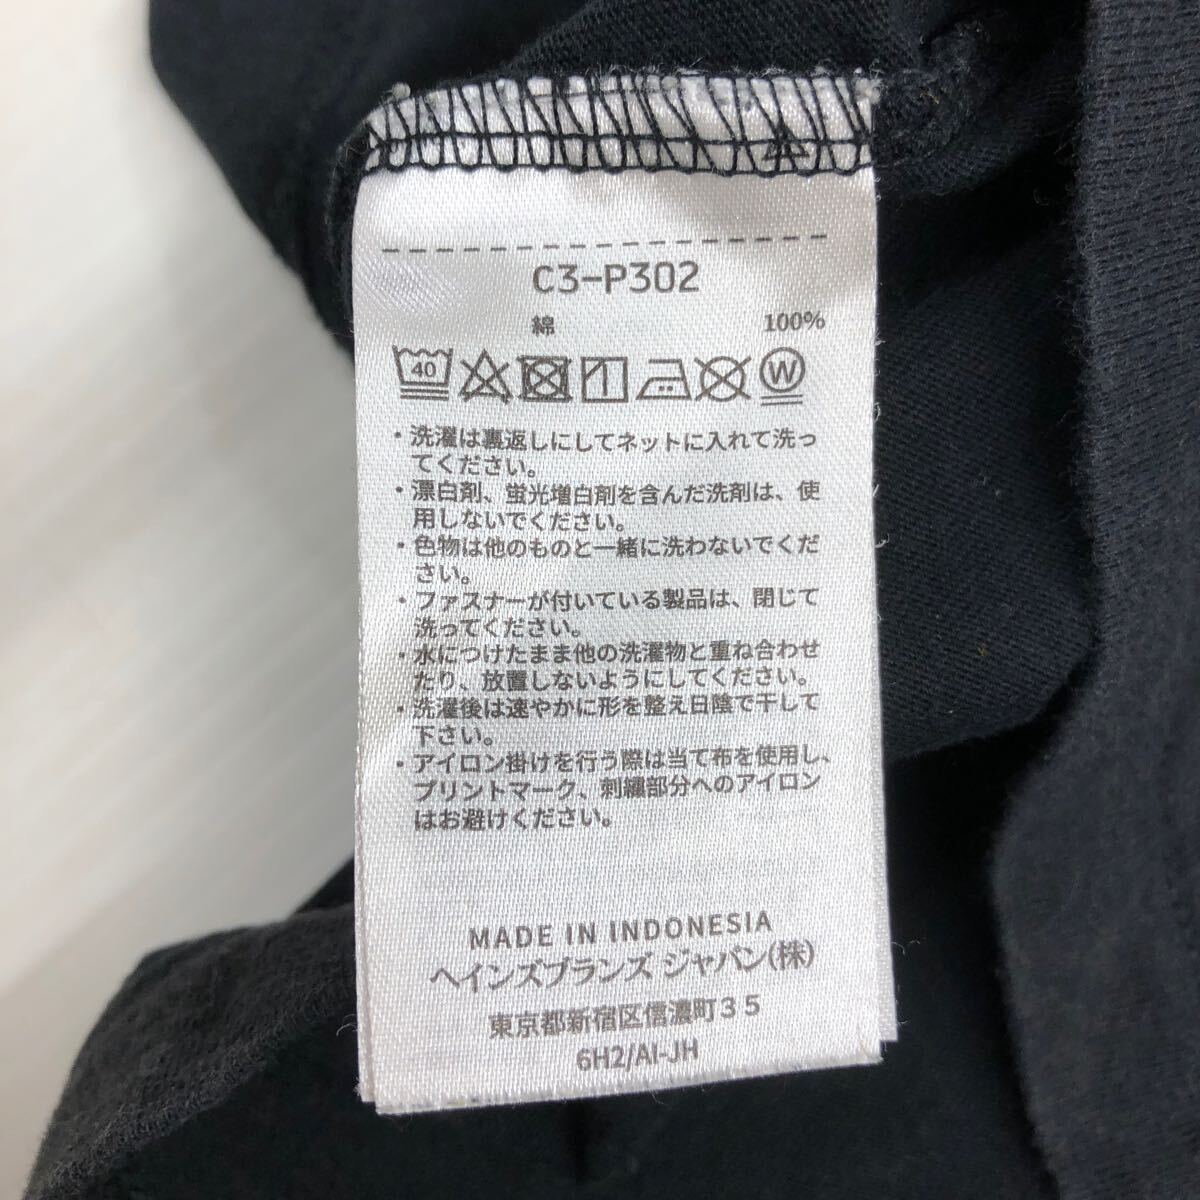 C3-P302
綿 100%
40 W
・洗濯は裏返しにしてネットに入れて洗っ
てください。
・漂白剤、蛍光増白剤を含んだ洗剤は、使
用しないでください。
・色物は他のものと一緒に洗わないでくだ
さい。
・ファスナーが付いている製品は、閉じて
洗ってください。
・水につけたまま他の洗濯物と重ね合わせ
たり、放置しないようにしてください。
・洗濯後は速やかに形を整え日陰で干して
下さい。
・アイロン掛けを行う際は当て布を使用し、
プリントマーク、刺繍部分へのアイロン
はお避けください。
MADE IN INDONESIA
ヘインズブランズ ジャパン(株)
東京都新宿区信濃町35
6H2/AI-JH